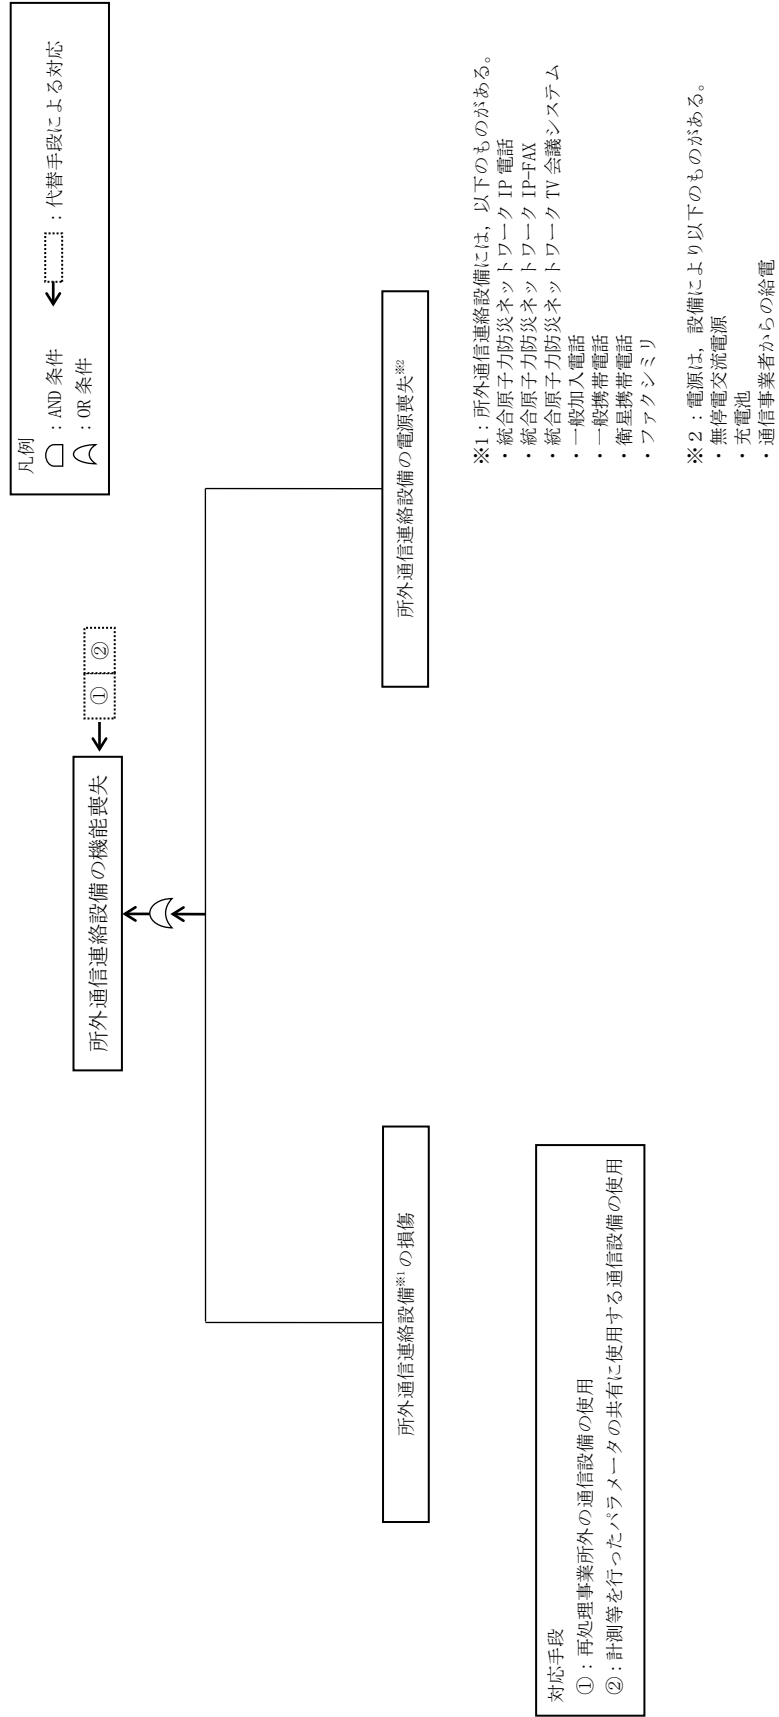 凡例
：AND 条件
：OR 条件
：代替手段による対応
所外通信連絡設備の機能喪失
① ②
所外通信連絡設備※1の損傷
所外通信連絡設備の電源喪失※2
対応手段
①：再処理事業所外の通信設備の使用
②：計測等を行ったパラメータの共有に使用する通信設備の使用
※1：所外通信連絡設備には，以下のものがある。
・統合原子力防災ネットワーク IP 電話
・統合原子力防災ネットワーク IP-FAX
・統合原子力防災ネットワーク TV 会議システム
・一般加入電話
・一般携帯電話
・衛星携帯電話
・ファクシミリ
※２：電源は，設備により以下のものがある。
・無停電交流電源
・充電池
・通信事業者からの給電